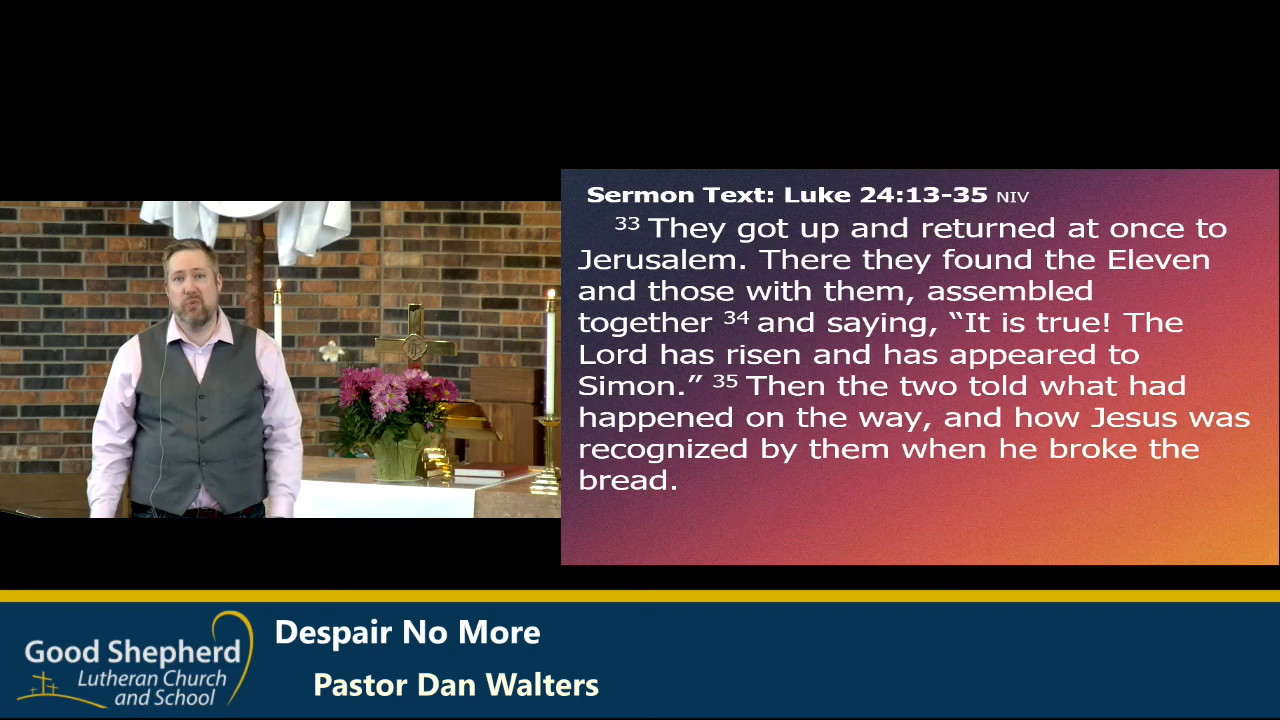 Sermon Text: Luke 24:13-35 NIV
33 They got up and returned at once to
Jerusalem. There they found the Eleven
and those with them, assembled
together 34 and saying, “It is true! The
Lord has risen and has appeared to
Simon.” 35 Then the two told what had
happened on the way, and how Jesus was
recognized by them when he broke the
bread.
Good Shepherd
Lutheran Church
and School
Despair No More
Pastor Dan Walters